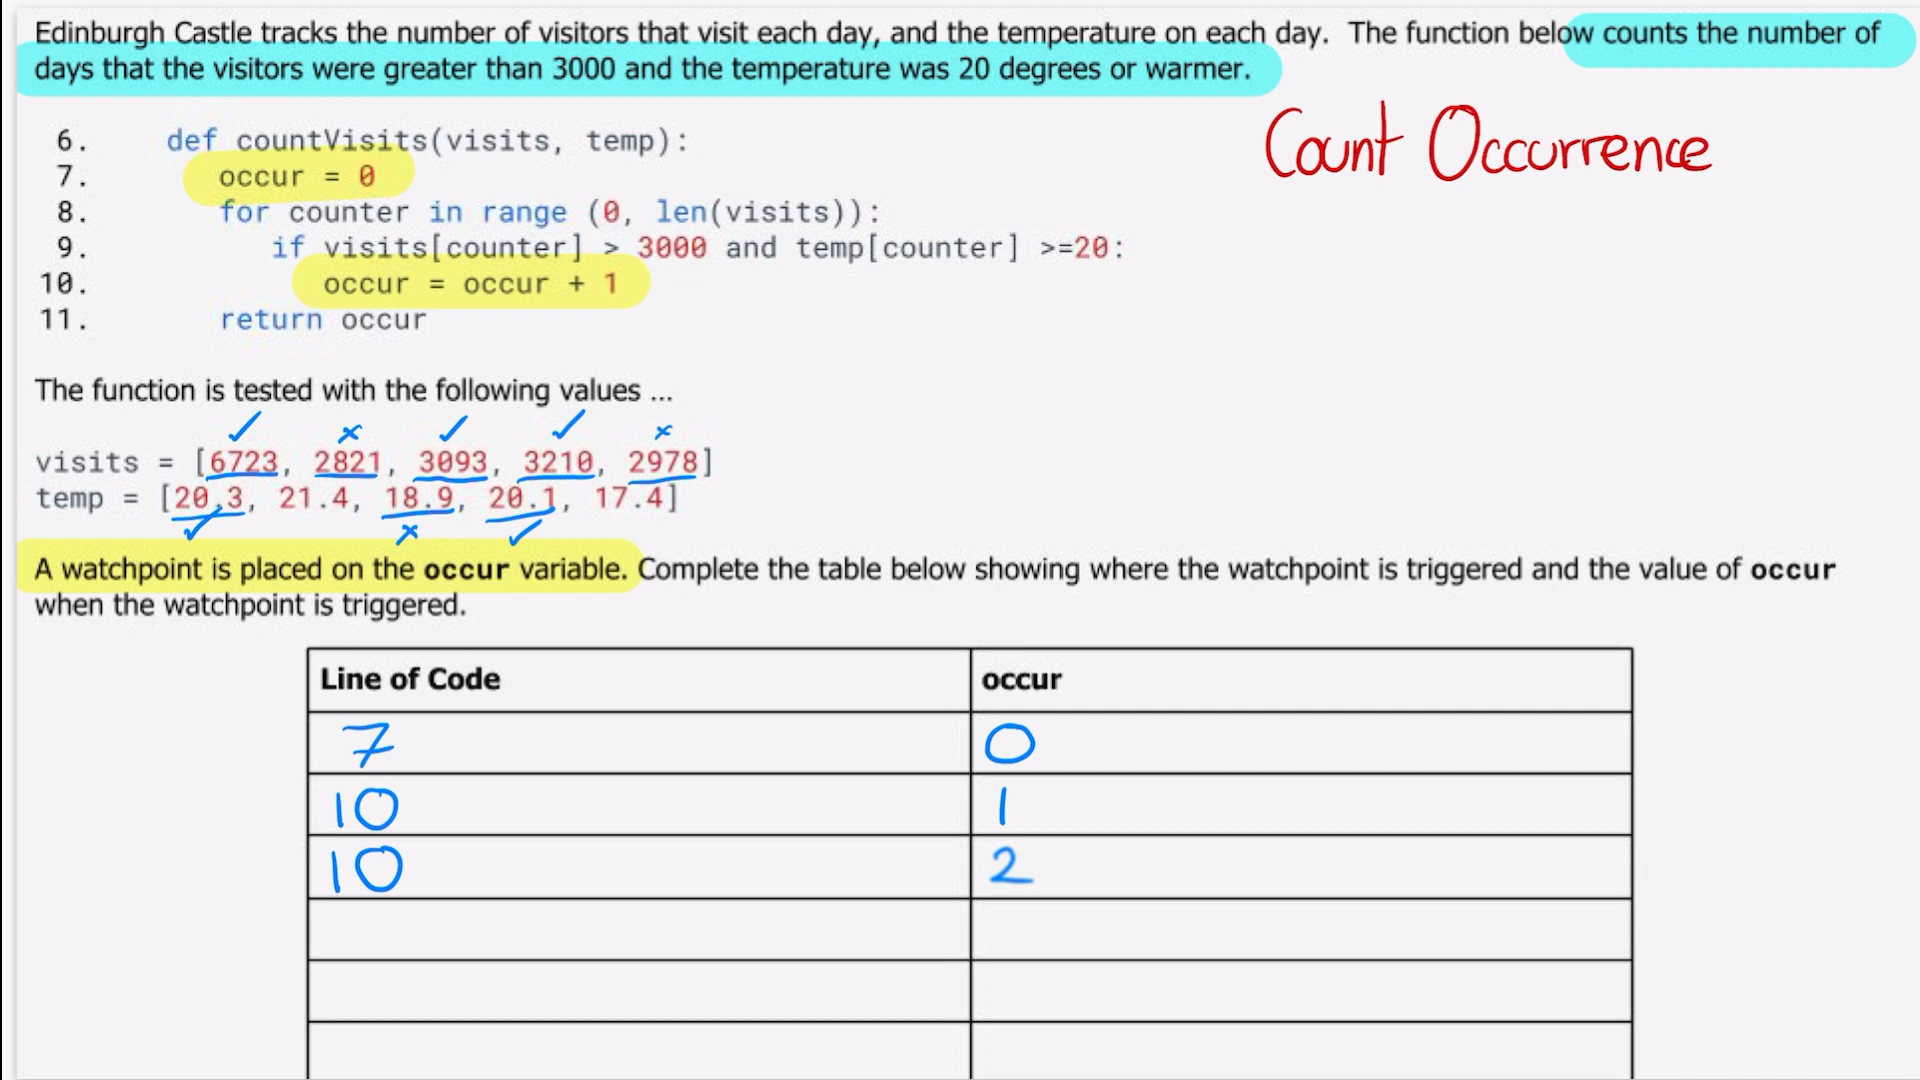 Edinburgh Castle tracks the number of visitors that visit each day, and the temperature on each day. The function below counts the number of
days that the visitors were greater than 3000 and the temperature was 20 degrees or warmer.
Count Occurrence
6. def countVisits(visits, temp):
7. occur = 0
8. for counter in range (0, len(visits)):
9. if visits[counter] > 3000 and temp[counter] >=20:
10. occur = occur + 1
11. return occur
The function is tested with the following values ...
✓ × ✓ ✓ ×
visits = [6723, 2821, 3093, 3210, 2978]
temp = [20.3, 21.4, 18.9, 20.1, 17.4]
✓ × ✓
A watchpoint is placed on the occur variable. Complete the table below showing where the watchpoint is triggered and the value of occur
when the watchpoint is triggered.
Line of Code occur
7 0
10 1
10 2